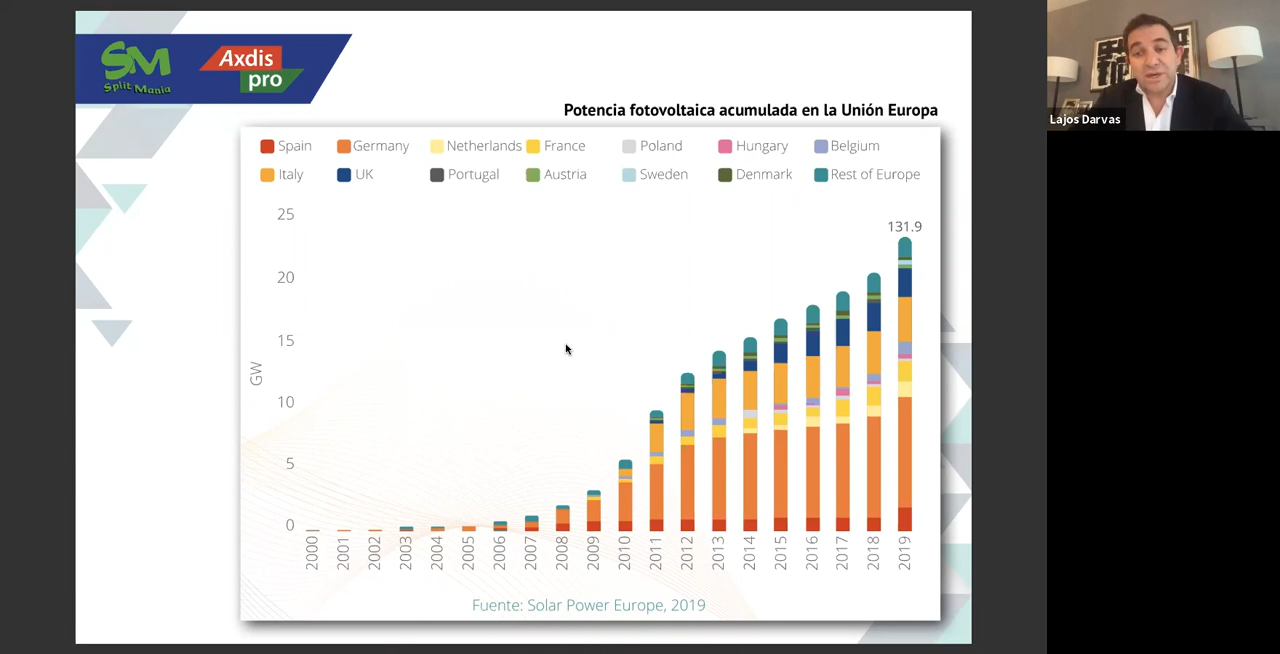 SM
Split Mania
Axdis
pro
Potencia fotovoltaica acumulada en la Unión Europa
Spain Germany Netherlands France Poland Hungary Belgium
Italy UK Portugal Austria Sweden Denmark Rest of Europe
25
131.9
20
15
GW
10
5
0
2000 2001 2002 2003 2004 2005 2006 2007 2008 2009 2010 2011 2012 2013 2014 2015 2016 2017 2018 2019
Fuente: Solar Power Europe, 2019
Lajos Darvas